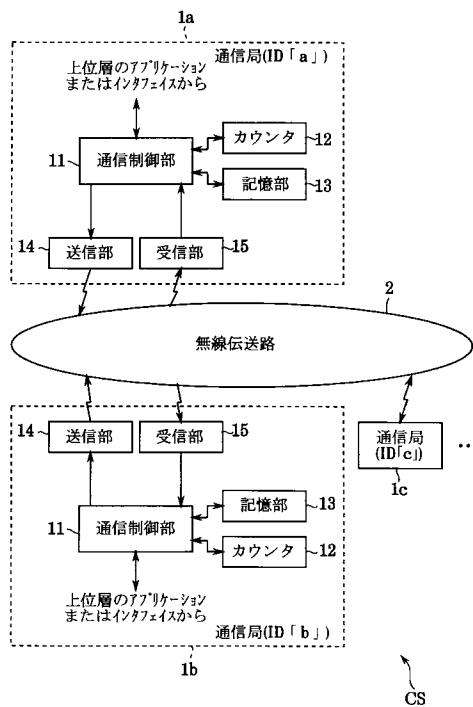 1a
通信局(ID「a」)
上位層のアプリケーション
またはインタフェイスから
11
通信制御部
カウンタ
12
記憶部
13
14
送信部
受信部
15
2
無線伝送路
14
送信部
受信部
15
通信局
(ID「c」)
1c
‥
11
通信制御部
記憶部
13
カウンタ
12
上位層のアプリケーション
またはインタフェイスから
通信局(ID「b」)
1b
CS